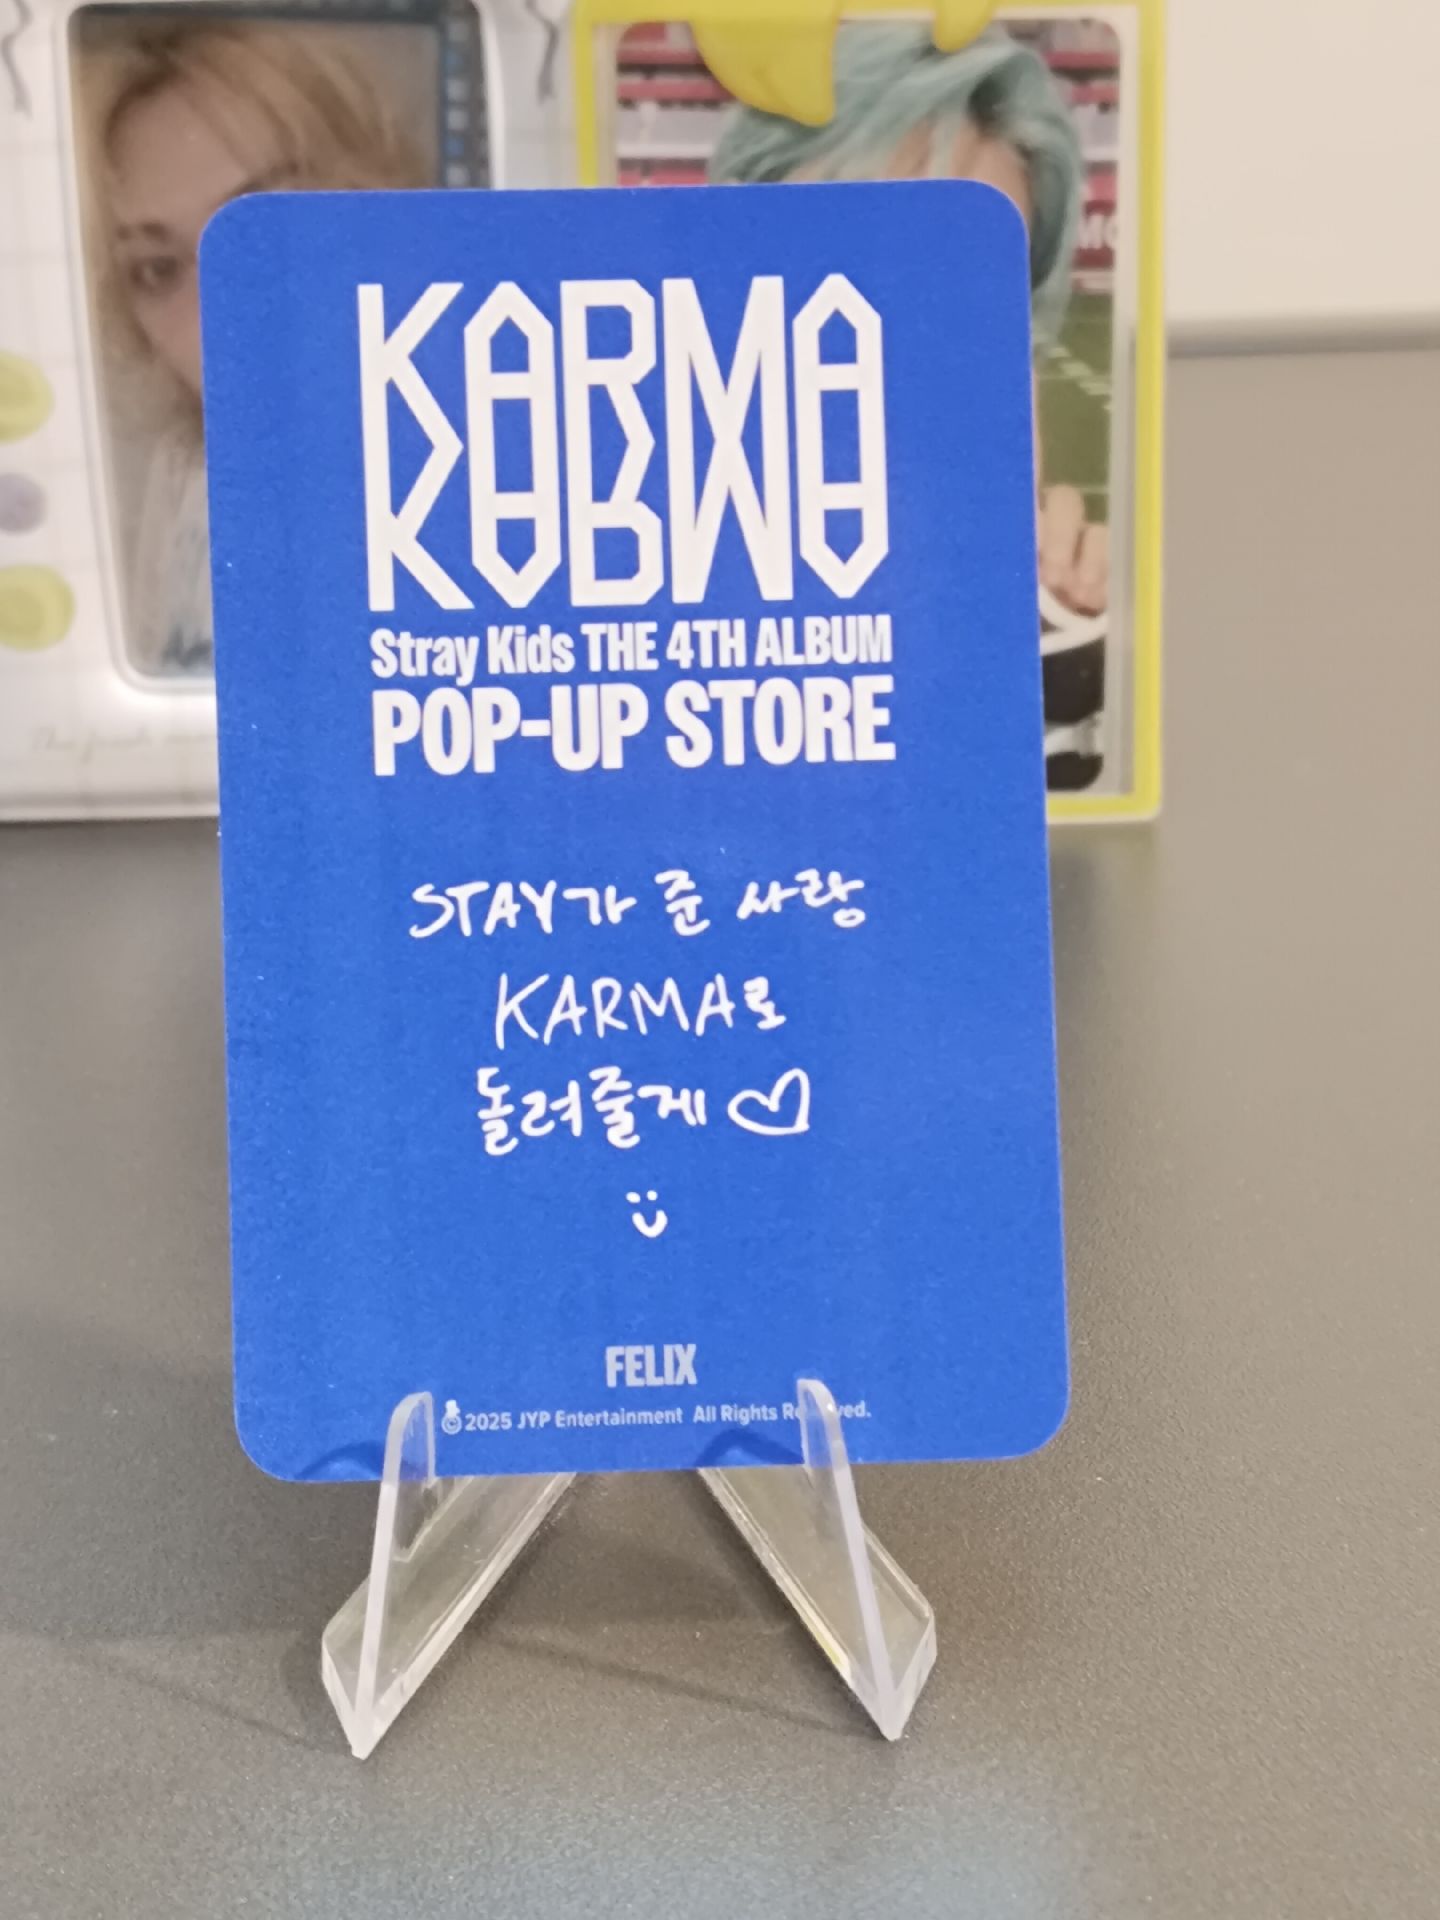 KARMA
Stray Kids THE 4TH ALBUM
POP-UP STORE
STAY가 준 사랑
KARMA로
돌려줄게 ♡
FELIX
© 2025 JYP Entertainment All Rights Reserved.